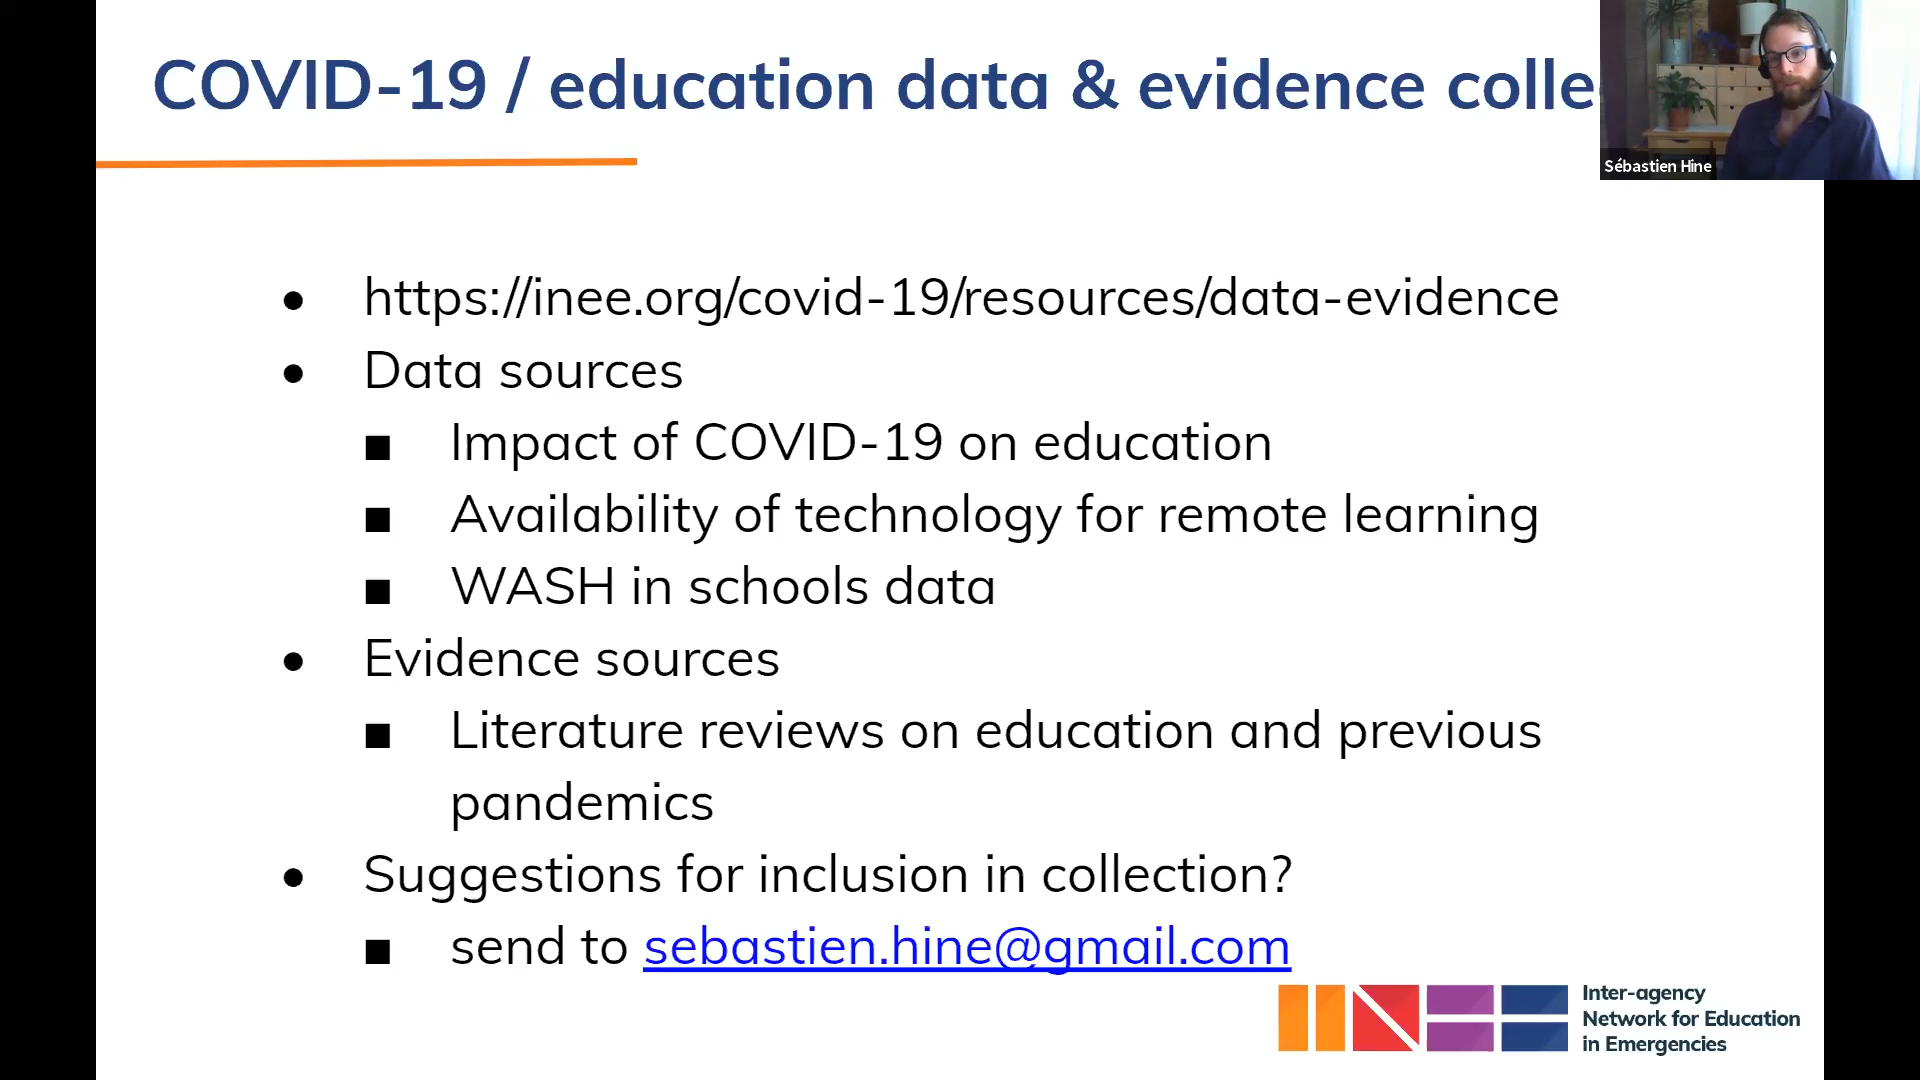 COVID-19 / education data & evidence colle
Sébastien Hine
https://inee.org/covid-19/resources/data-evidence
Data sources
Impact of COVID-19 on education
Availability of technology for remote learning
WASH in schools data
Evidence sources
Literature reviews on education and previous
pandemics
Suggestions for inclusion in collection?
send to sebastien.hine@gmail.com
INEE
Inter-agency
Network for Education
in Emergencies